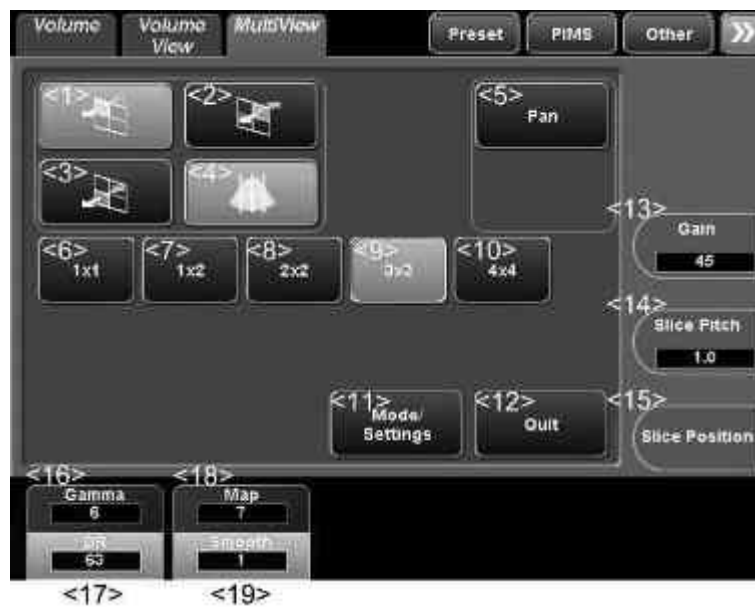 Volume Volume View MultiView Preset PIMS Other »
<1> <2> <5>
Pan
<3> <4>
<13>
Gain
45
<6> <7> <8> <9> <10>
1x1 1x2 2x2 3x3 4x4
<14>
Slice Pitch
1.0
<11> <12> <15>
Mode/
Settings
Quit
Slice Position
<16> <18>
Gamma Map
6 7
DR Smooth
63 1
<17> <19>